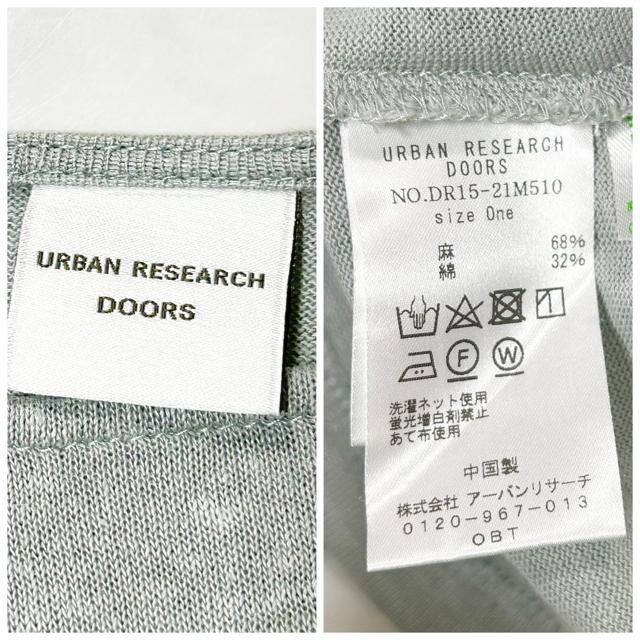 URBAN RESEARCH
DOORS
URBAN RESEARCH
DOORS
NO.DR15-21M510
size One
麻 68%
綿 32%
F W
洗濯ネット使用
蛍光増白剤禁止
あて布使用
中国製
株式会社 アーバンリサーチ
0120-967-013
OBT